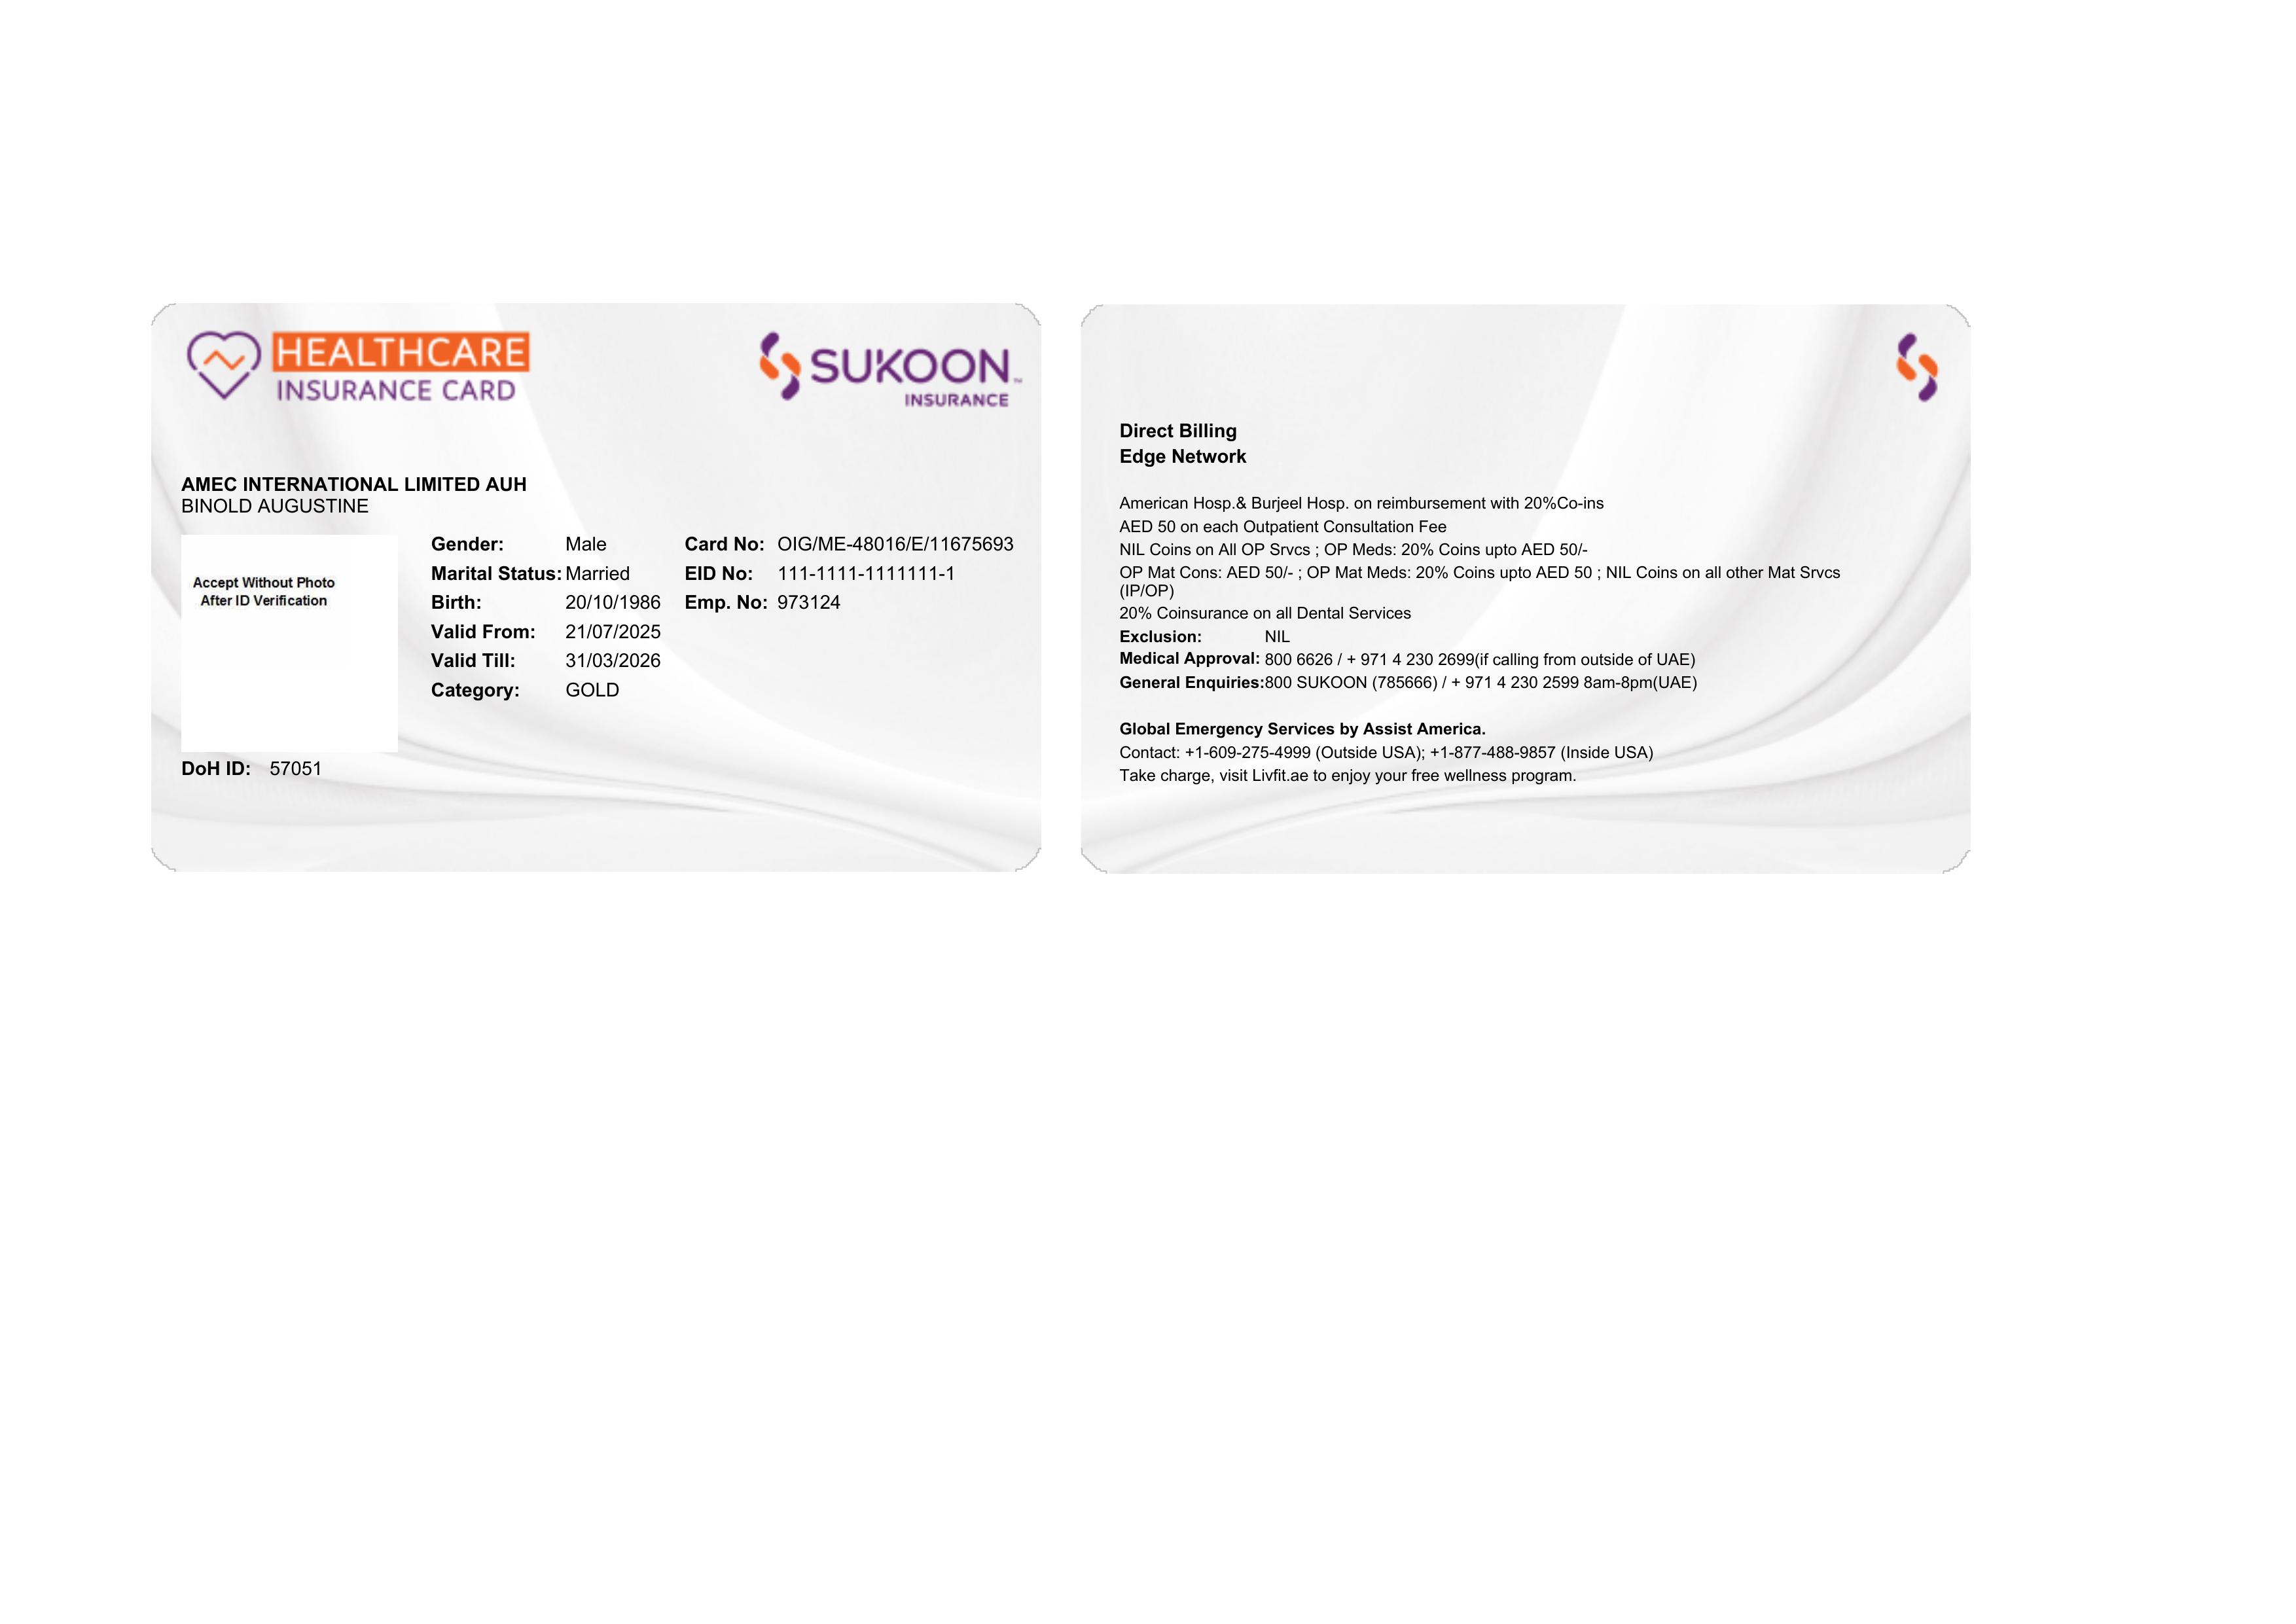 HEALTHCARE
INSURANCE CARD
SUKOON™
INSURANCE
AMEC INTERNATIONAL LIMITED AUH
BINOLD AUGUSTINE
Accept Without Photo
After ID Verification
Gender: Male Card No: OIG/ME-48016/E/11675693
Marital Status: Married EID No: 111-1111-1111111-1
Birth: 20/10/1986 Emp. No: 973124
Valid From: 21/07/2025
Valid Till: 31/03/2026
Category: GOLD
DoH ID: 57051
Direct Billing
Edge Network
American Hosp.& Burjeel Hosp. on reimbursement with 20%Co-ins
AED 50 on each Outpatient Consultation Fee
NIL Coins on All OP Srvcs ; OP Meds: 20% Coins upto AED 50/-
OP Mat Cons: AED 50/- ; OP Mat Meds: 20% Coins upto AED 50 ; NIL Coins on all other Mat Srvcs
(IP/OP)
20% Coinsurance on all Dental Services
Exclusion: NIL
Medical Approval: 800 6626 / + 971 4 230 2699(if calling from outside of UAE)
General Enquiries:800 SUKOON (785666) / + 971 4 230 2599 8am-8pm(UAE)
Global Emergency Services by Assist America.
Contact: +1-609-275-4999 (Outside USA); +1-877-488-9857 (Inside USA)
Take charge, visit Livfit.ae to enjoy your free wellness program.